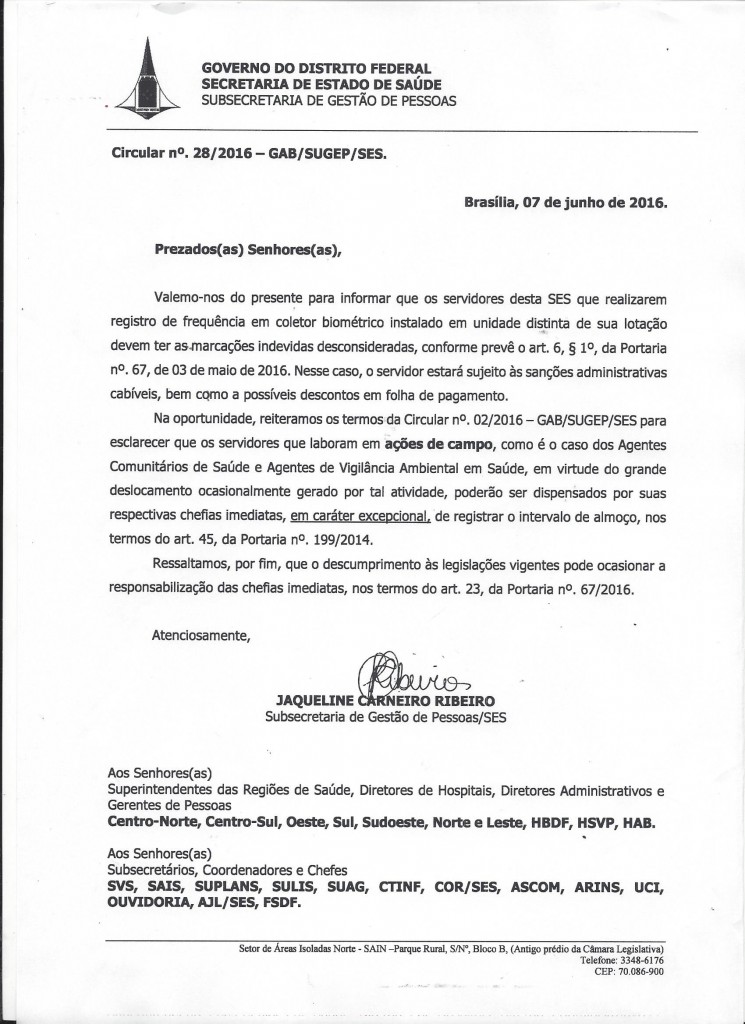 GOVERNO DO DISTRITO FEDERAL
SECRETARIA DE ESTADO DE SAÚDE
SUBSECRETARIA DE GESTÃO DE PESSOAS
Circular nº. 28/2016 – GAB/SUGEP/SES.
Brasília, 07 de junho de 2016.
Prezados(as) Senhores(as),
Valemo-nos do presente para informar que os servidores desta SES que realizarem
registro de frequência em coletor biométrico instalado em unidade distinta de sua lotação
devem ter as marcações indevidas desconsideradas, conforme prevê o art. 6, § 1º, da Portaria
nº. 67, de 03 de maio de 2016. Nesse caso, o servidor estará sujeito às sanções administrativas
cabíveis, bem como a possíveis descontos em folha de pagamento.
Na oportunidade, reiteramos os termos da Circular nº. 02/2016 – GAB/SUGEP/SES para
esclarecer que os servidores que laboram em ações de campo, como é o caso dos Agentes
Comunitários de Saúde e Agentes de Vigilância Ambiental em Saúde, em virtude do grande
deslocamento ocasionalmente gerado por tal atividade, poderão ser dispensados por suas
respectivas chefias imediatas, em caráter excepcional, de registrar o intervalo de almoço, nos
termos do art. 45, da Portaria nº. 199/2014.
Ressaltamos, por fim, que o descumprimento às legislações vigentes pode ocasionar a
responsabilização das chefias imediatas, nos termos do art. 23, da Portaria nº. 67/2016.
Atenciosamente,
Ribeiro
JAQUELINE CARNEIRO RIBEIRO
Subsecretaria de Gestão de Pessoas/SES
Aos Senhores(as)
Superintendentes das Regiões de Saúde, Diretores de Hospitais, Diretores Administrativos e
Gerentes de Pessoas
Centro-Norte, Centro-Sul, Oeste, Sul, Sudoeste, Norte e Leste, HBDF, HSVP, HAB.
Aos Senhores(as)
Subsecretários, Coordenadores e Chefes
SVS, SAIS, SUPLANS, SULIS, SUAG, CTINF, COR/SES, ASCOM, ARINS, UCI,
OUVIDORIA, AJL/SES, FSDF.
Setor de Áreas Isoladas Norte - SAIN –Parque Rural, S/Nº, Bloco B, (Antigo prédio da Câmara Legislativa)
Telefone: 3348-6176
CEP: 70.086-900